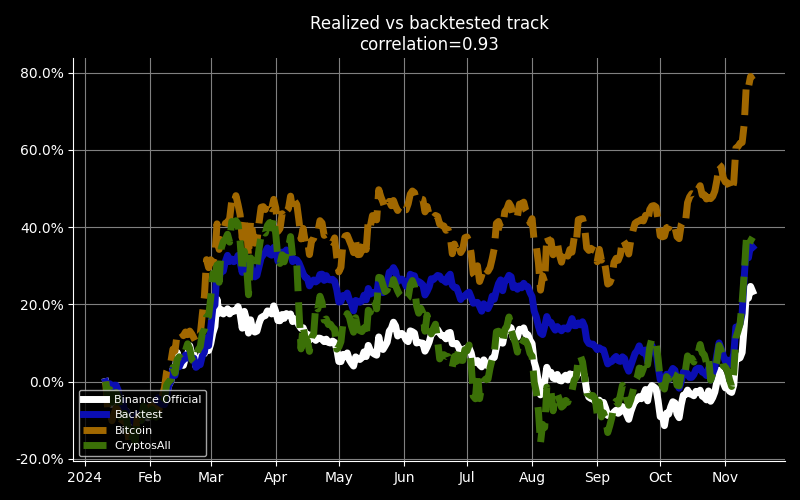 Realized vs backtested track
correlation=0.93
80.0%
60.0%
40.0%
20.0%
0.0%
-20.0%
Binance Official
Backtest
Bitcoin
CryptosAll
2024 Feb Mar Apr May Jun Jul Aug Sep Oct Nov